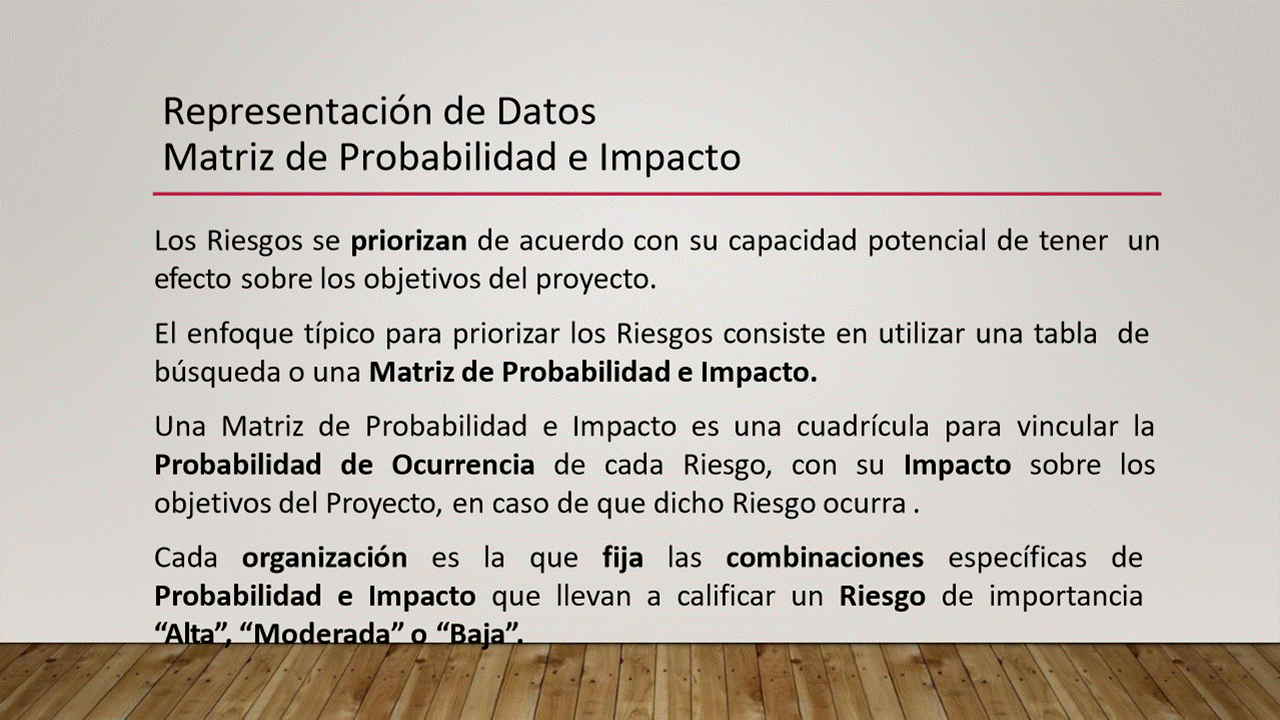 Representación de Datos
Matriz de Probabilidad e Impacto
Los Riesgos se priorizan de acuerdo con su capacidad potencial de tener un
efecto sobre los objetivos del proyecto.
El enfoque típico para priorizar los Riesgos consiste en utilizar una tabla de
búsqueda o una Matriz de Probabilidad e Impacto.
Una Matriz de Probabilidad e Impacto es una cuadrícula para vincular la
Probabilidad de Ocurrencia de cada Riesgo, con su Impacto sobre los
objetivos del Proyecto, en caso de que dicho Riesgo ocurra .
Cada organización es la que fija las combinaciones específicas de
Probabilidad e Impacto que llevan a calificar un Riesgo de importancia
“Alta”, “Moderada” o “Baja”.